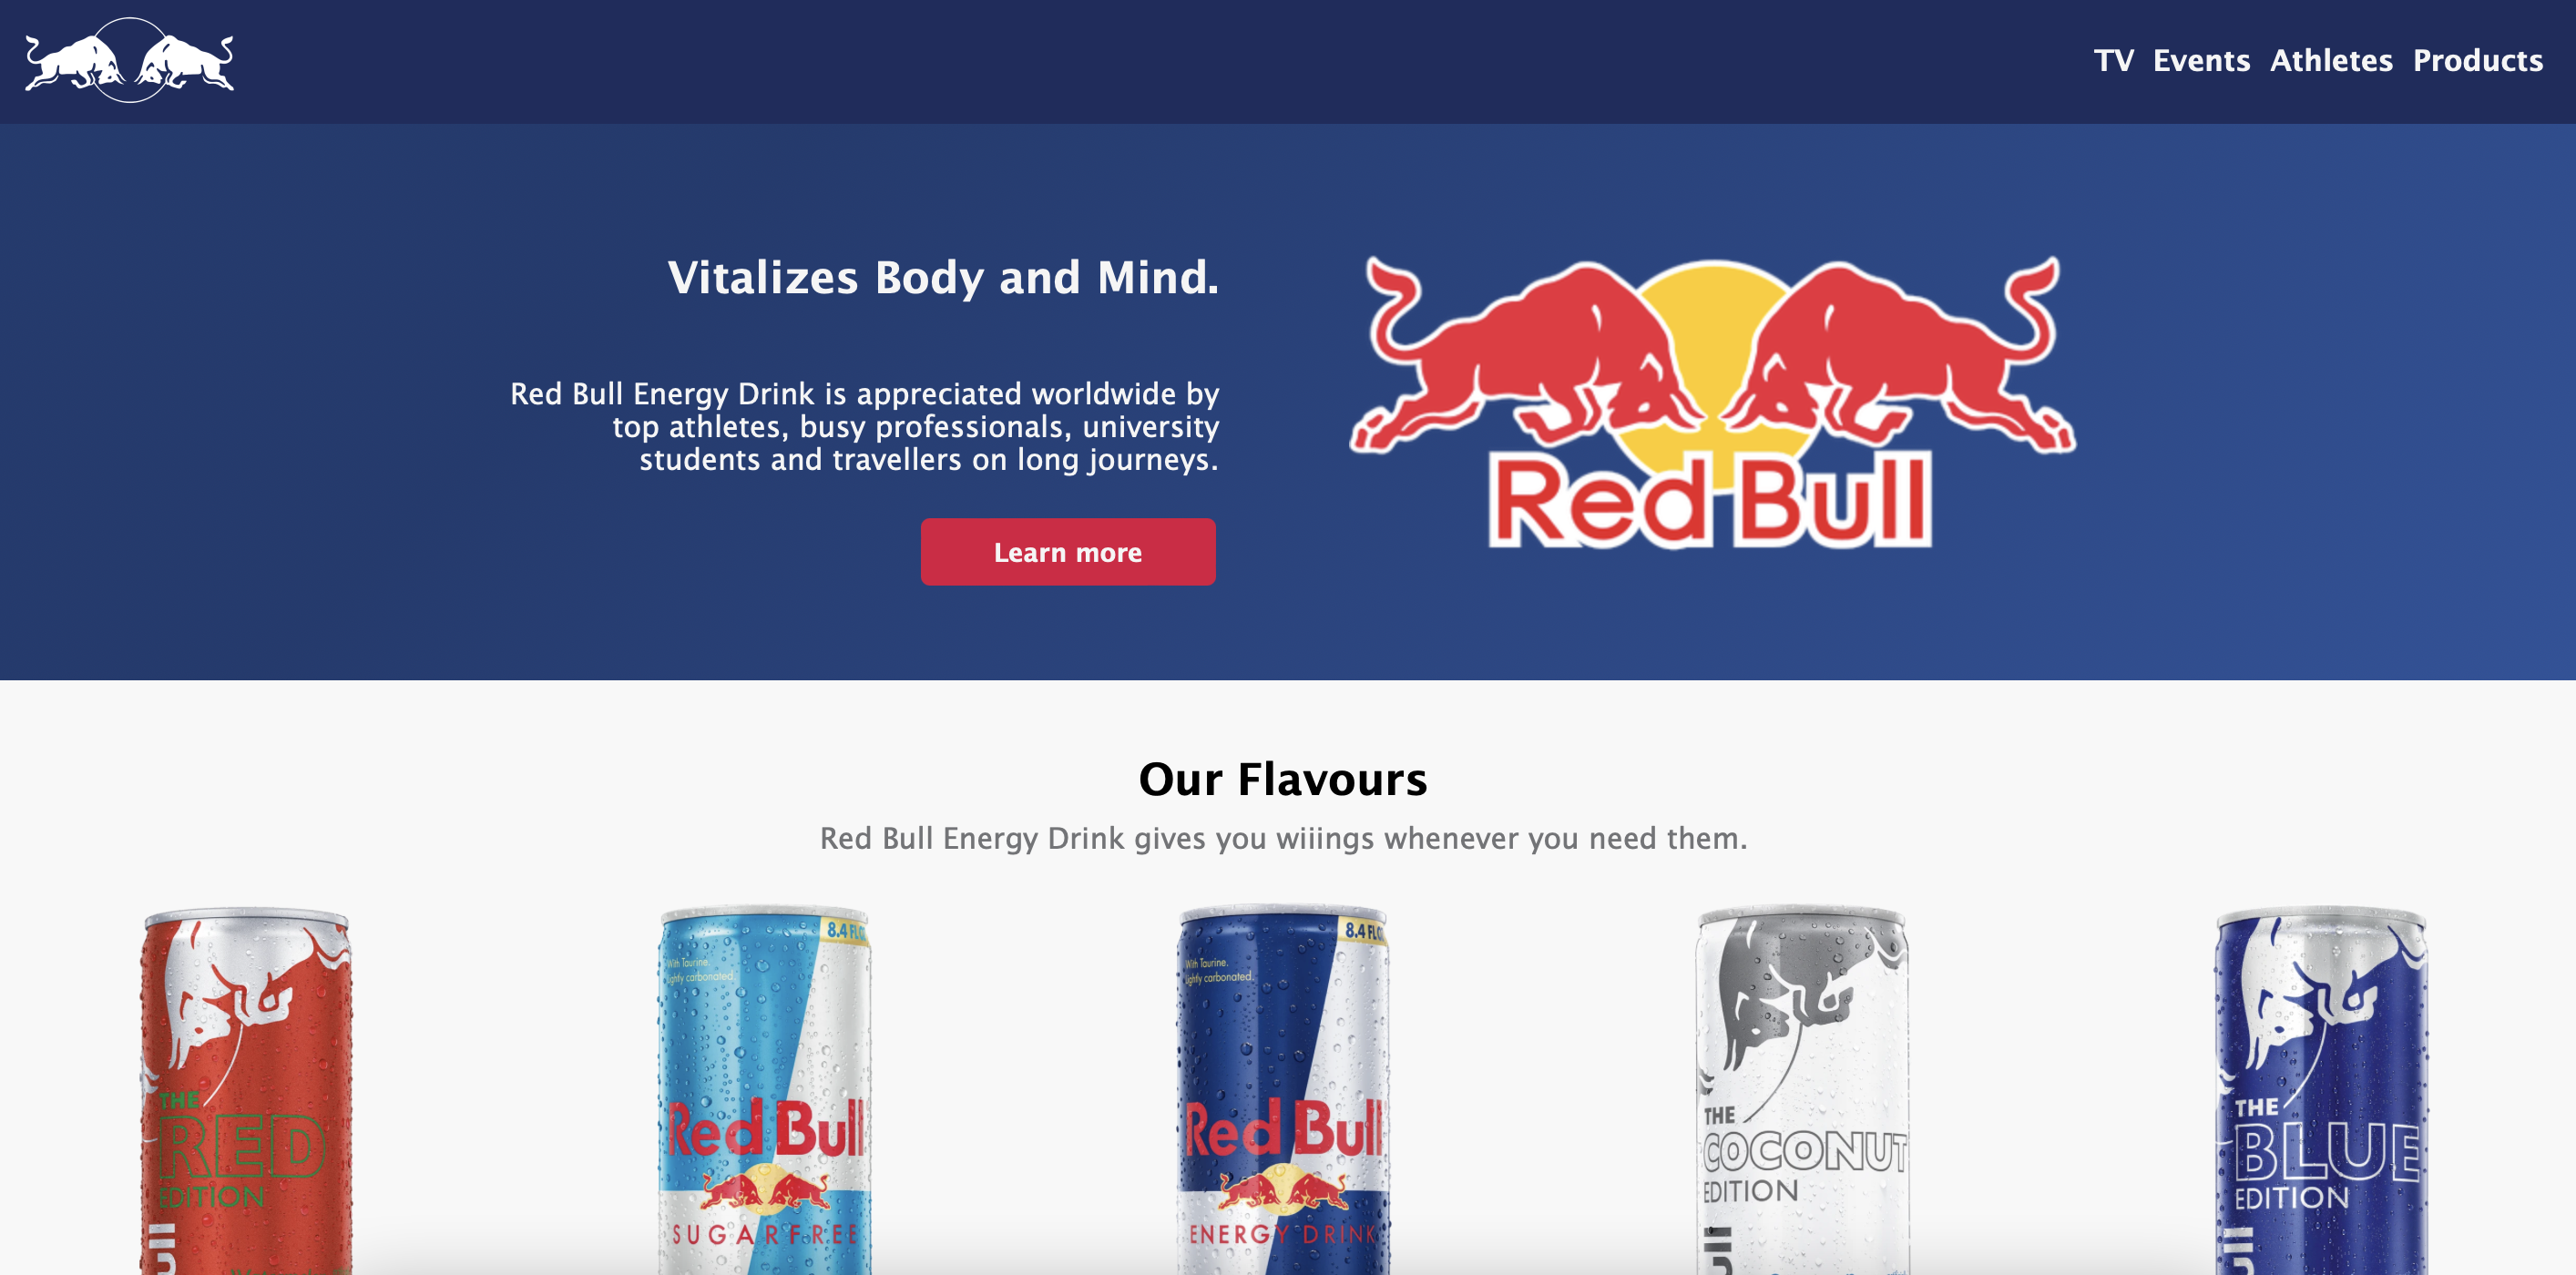 TV Events Athletes Products
Vitalizes Body and Mind.
Red Bull Energy Drink is appreciated worldwide by
top athletes, busy professionals, university
students and travellers on long journeys.
Learn more
Red Bull
Our Flavours
Red Bull Energy Drink gives you wiiings whenever you need them.
THE
RED
EDITION
8.4 FL
With Taurine.
Lightly carbonated.
Red Bull
SUGARFREE
8.4 FL
With Taurine.
Lightly carbonated.
Red Bull
ENERGY DRINK
THE
COCONUT
EDITION
THE
BLUE
EDITION